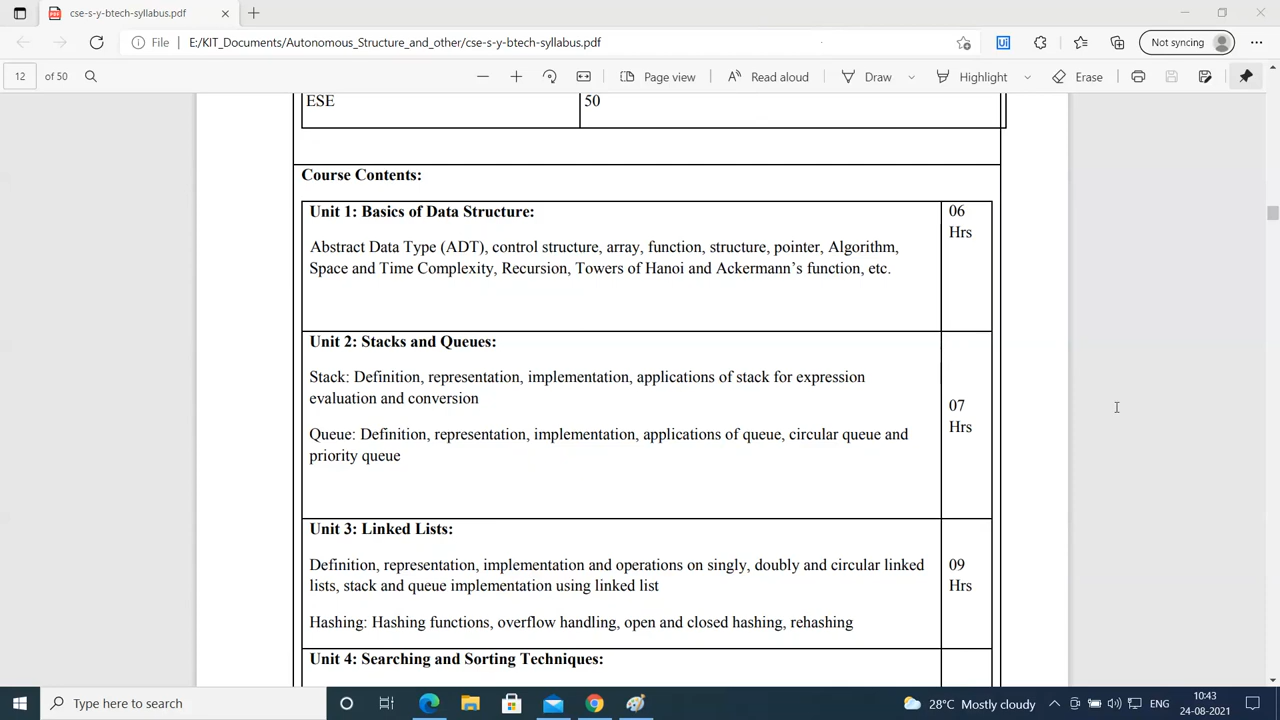 cse-s-y-btech-syllabus.pdf
File E:/KIT_Documents/Autonomous_Structure_and_other/cse-s-y-btech-syllabus.pdf Not syncing
12 of 50 Page view Read aloud Draw Highlight Erase
ESE 50
Course Contents:
Unit 1: Basics of Data Structure: 06
Hrs
Abstract Data Type (ADT), control structure, array, function, structure, pointer, Algorithm,
Space and Time Complexity, Recursion, Towers of Hanoi and Ackermann’s function, etc.
Unit 2: Stacks and Queues:
Stack: Definition, representation, implementation, applications of stack for expression
evaluation and conversion
07
Hrs
Queue: Definition, representation, implementation, applications of queue, circular queue and
priority queue
Unit 3: Linked Lists:
Definition, representation, implementation and operations on singly, doubly and circular linked
lists, stack and queue implementation using linked list
09
Hrs
Hashing: Hashing functions, overflow handling, open and closed hashing, rehashing
Unit 4: Searching and Sorting Techniques:
Type here to search 28°C Mostly cloudy ENG 10:43
24-08-2021